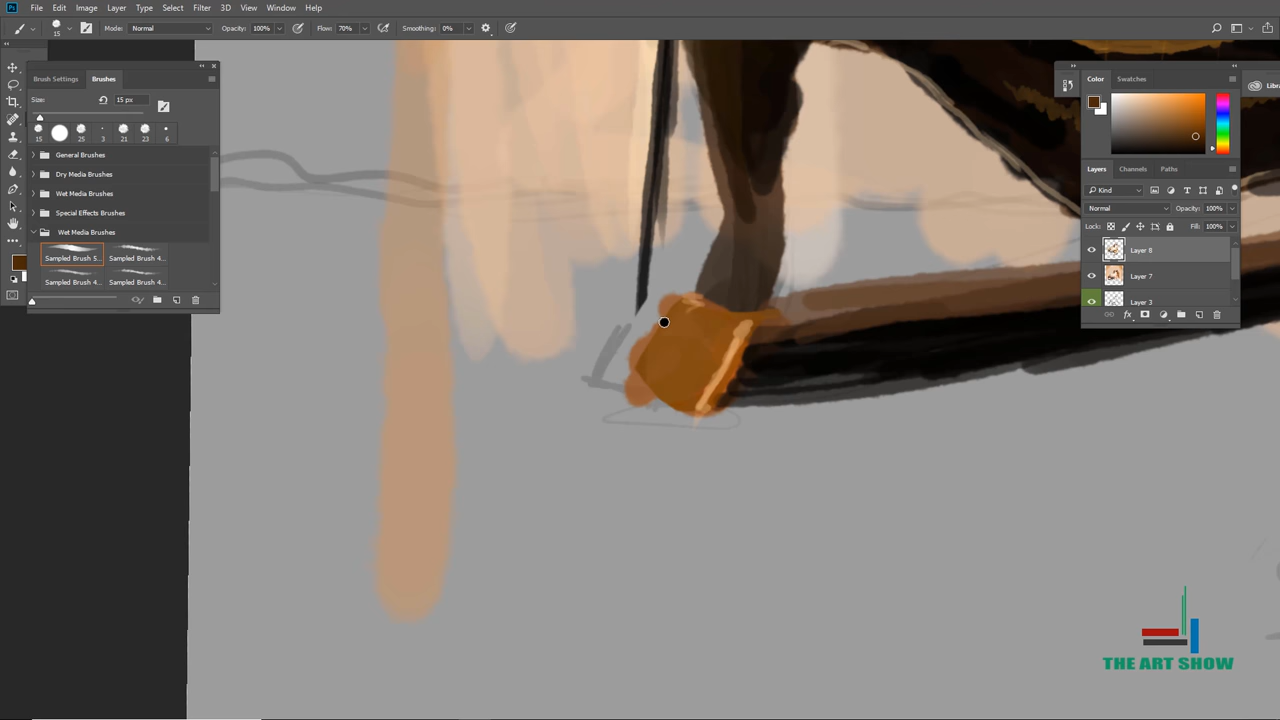 File Edit Image Layer Type Select Filter 3D View Window Help
15 Mode: Normal Opacity: 100% Flow: 70% Smoothing: 0%
Brush Settings Brushes
Size: 15 px
15 25 3 21 23 6
General Brushes
Dry Media Brushes
Wet Media Brushes
Special Effects Brushes
Wet Media Brushes
Sampled Brush 5... Sampled Brush 4...
Sampled Brush 4... Sampled Brush 4...
Color Swatches
Libra
Layers Channels Paths
Kind
Normal Opacity: 100%
Lock: Fill: 100%
Layer 8
Layer 7
Layer 3
fx
THE ART SHOW